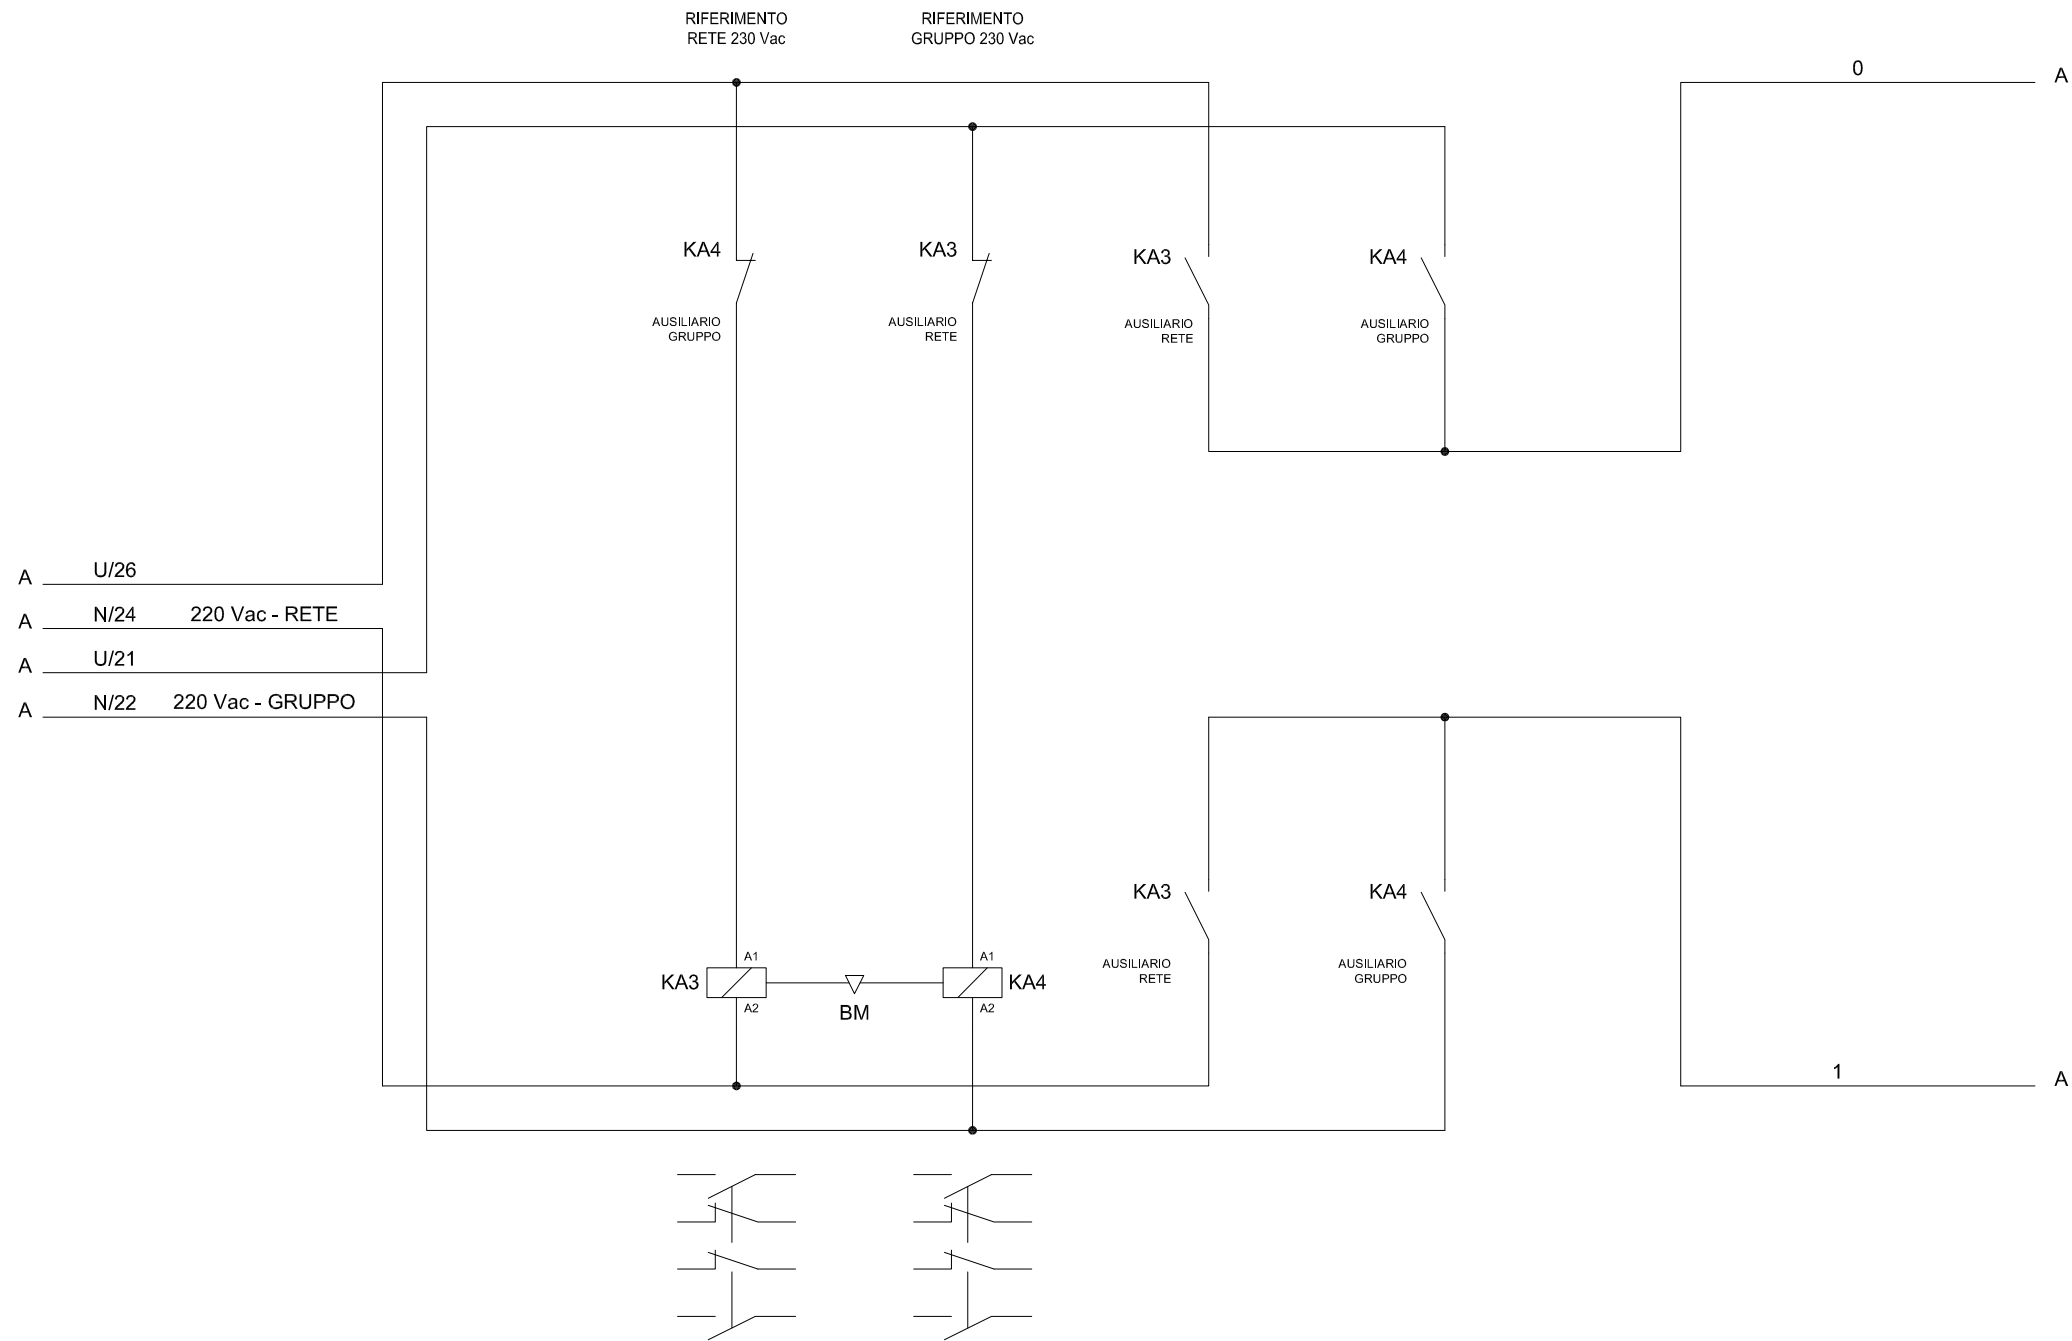 RIFERIMENTO
RETE 230 Vac
RIFERIMENTO
GRUPPO 230 Vac
0
A
KA4
AUSILIARIO
GRUPPO
KA3
AUSILIARIO
RETE
KA3
AUSILIARIO
RETE
KA4
AUSILIARIO
GRUPPO
A U/26
A N/24 220 Vac - RETE
A U/21
A N/22 220 Vac - GRUPPO
KA3
AUSILIARIO
RETE
KA4
AUSILIARIO
GRUPPO
A1
KA3
A2
BM
A1
KA4
A2
1
A